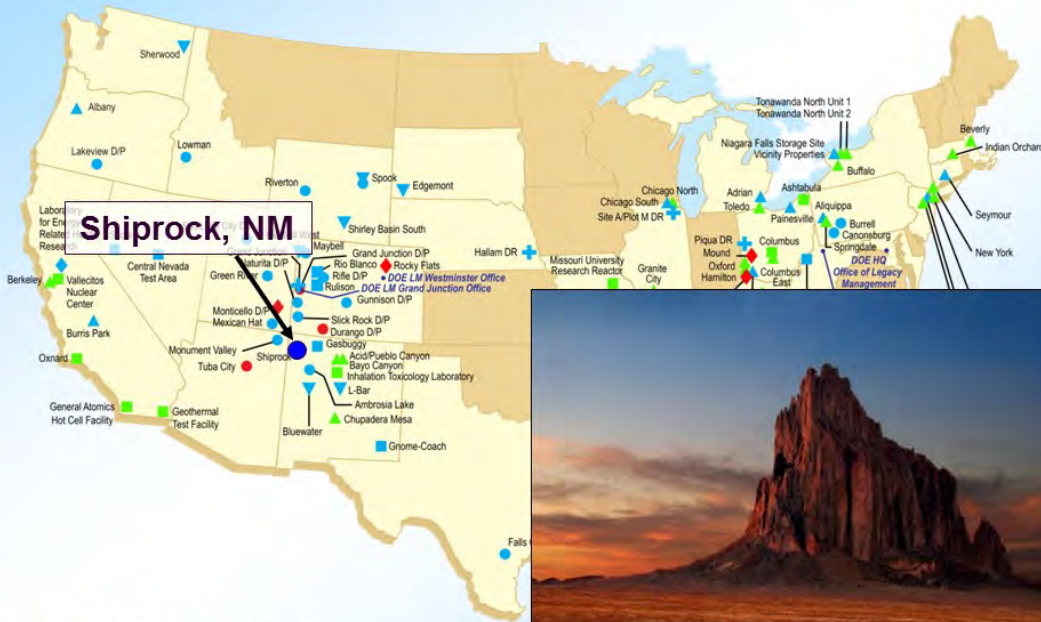 Sherwood
Albany
Lakeview D/P
Lowman
Riverton
Spook
Edgemont
Shirley Basin South
Tonawanda North Unit 1
Tonawanda North Unit 2
Niagara Falls Storage Site
Vicinity Properties
Buffalo
Beverly
Indian Orchard
Seymour
New York
Chicago North
Chicago South
Site A/Plot M DR
Adrian
Toledo
Ashtabula
Painesville
Aliquippa
Burrell
Canonsburg
Springdale
DOE HQ
Office of Legacy
Management
Piqua DR
Mound
Oxford
Hamilton
Columbus
Columbus
East
Laboratory
for
Related
Research
Shiprock, NM
Berkeley
Vallecitos
Nuclear
Center
Central Nevada
Test Area
Burris Park
Oxnard
General Atomics
Hot Cell Facility
Geothermal
Test Facility
Maybell
Grand Junction D/P
Naturita D/P
Green River
Rio Blanco
Rifle D/P
Rulison
Rocky Flats
DOE LM Westminster Office
DOE LM Grand Junction Office
Gunnison D/P
Monticello D/P
Mexican Hat
Slick Rock D/P
Durango D/P
Monument Valley
Shiprock
Tuba City
Gasbuggy
Acid/Pueblo Canyon
Bayo Canyon
Inhalation Toxicology Laboratory
L-Bar
Ambrosia Lake
Bluewater
Chupadera Mesa
Gnome-Coach
Hallam DR
Missouri University
Research Reactor
Granite
City
Falls